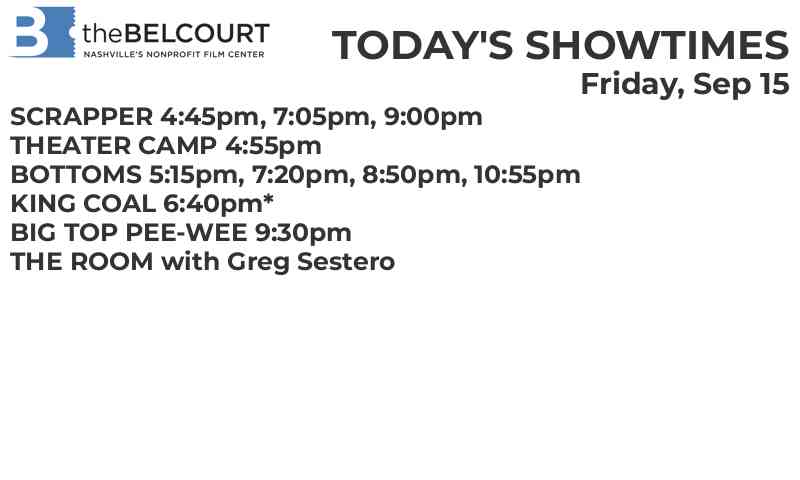 B theBELCOURT
NASHVILLE'S NONPROFIT FILM CENTER
TODAY'S SHOWTIMES
Friday, Sep 15
SCRAPPER 4:45pm, 7:05pm, 9:00pm
THEATER CAMP 4:55pm
BOTTOMS 5:15pm, 7:20pm, 8:50pm, 10:55pm
KING COAL 6:40pm*
BIG TOP PEE-WEE 9:30pm
THE ROOM with Greg Sestero